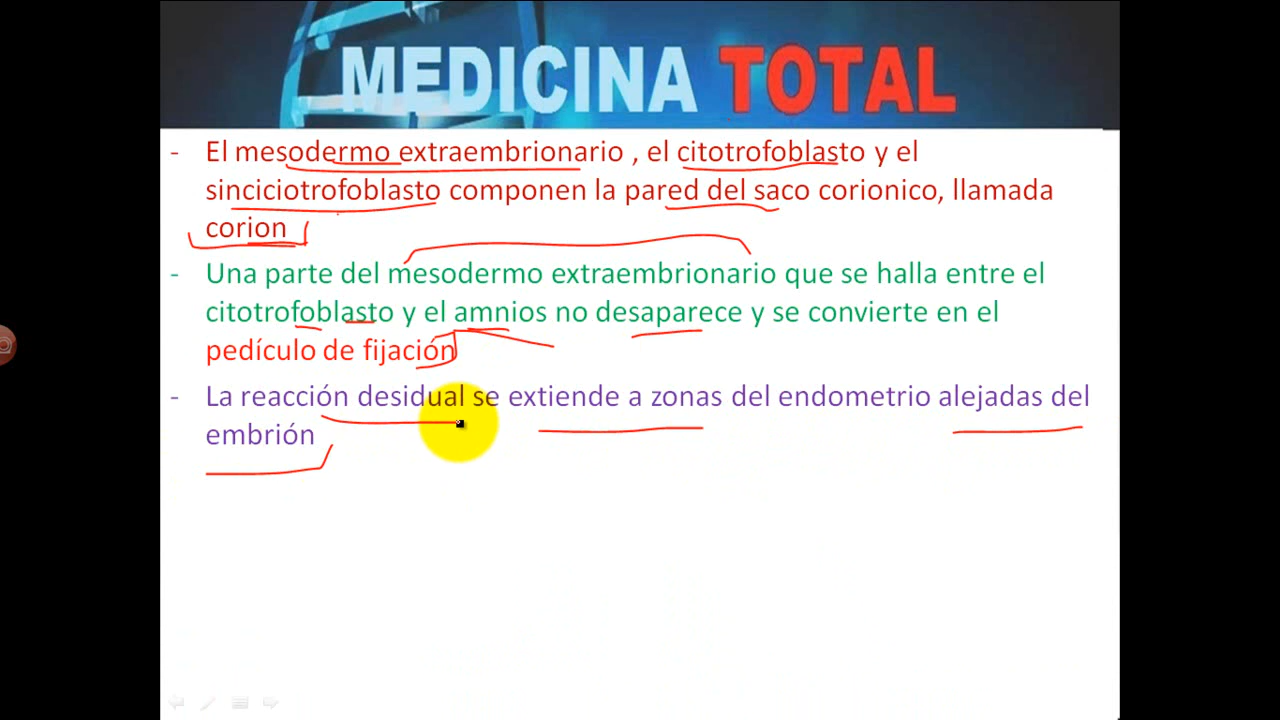 MEDICINA TOTAL
- El mesodermo extraembrionario , el citotrofoblasto y el
sinciciotrofoblasto componen la pared del saco corionico, llamada
corion
- Una parte del mesodermo extraembrionario que se halla entre el
citotrofoblasto y el amnios no desaparece y se convierte en el
pedículo de fijación
- La reacción desidual se extiende a zonas del endometrio alejadas del
embrión